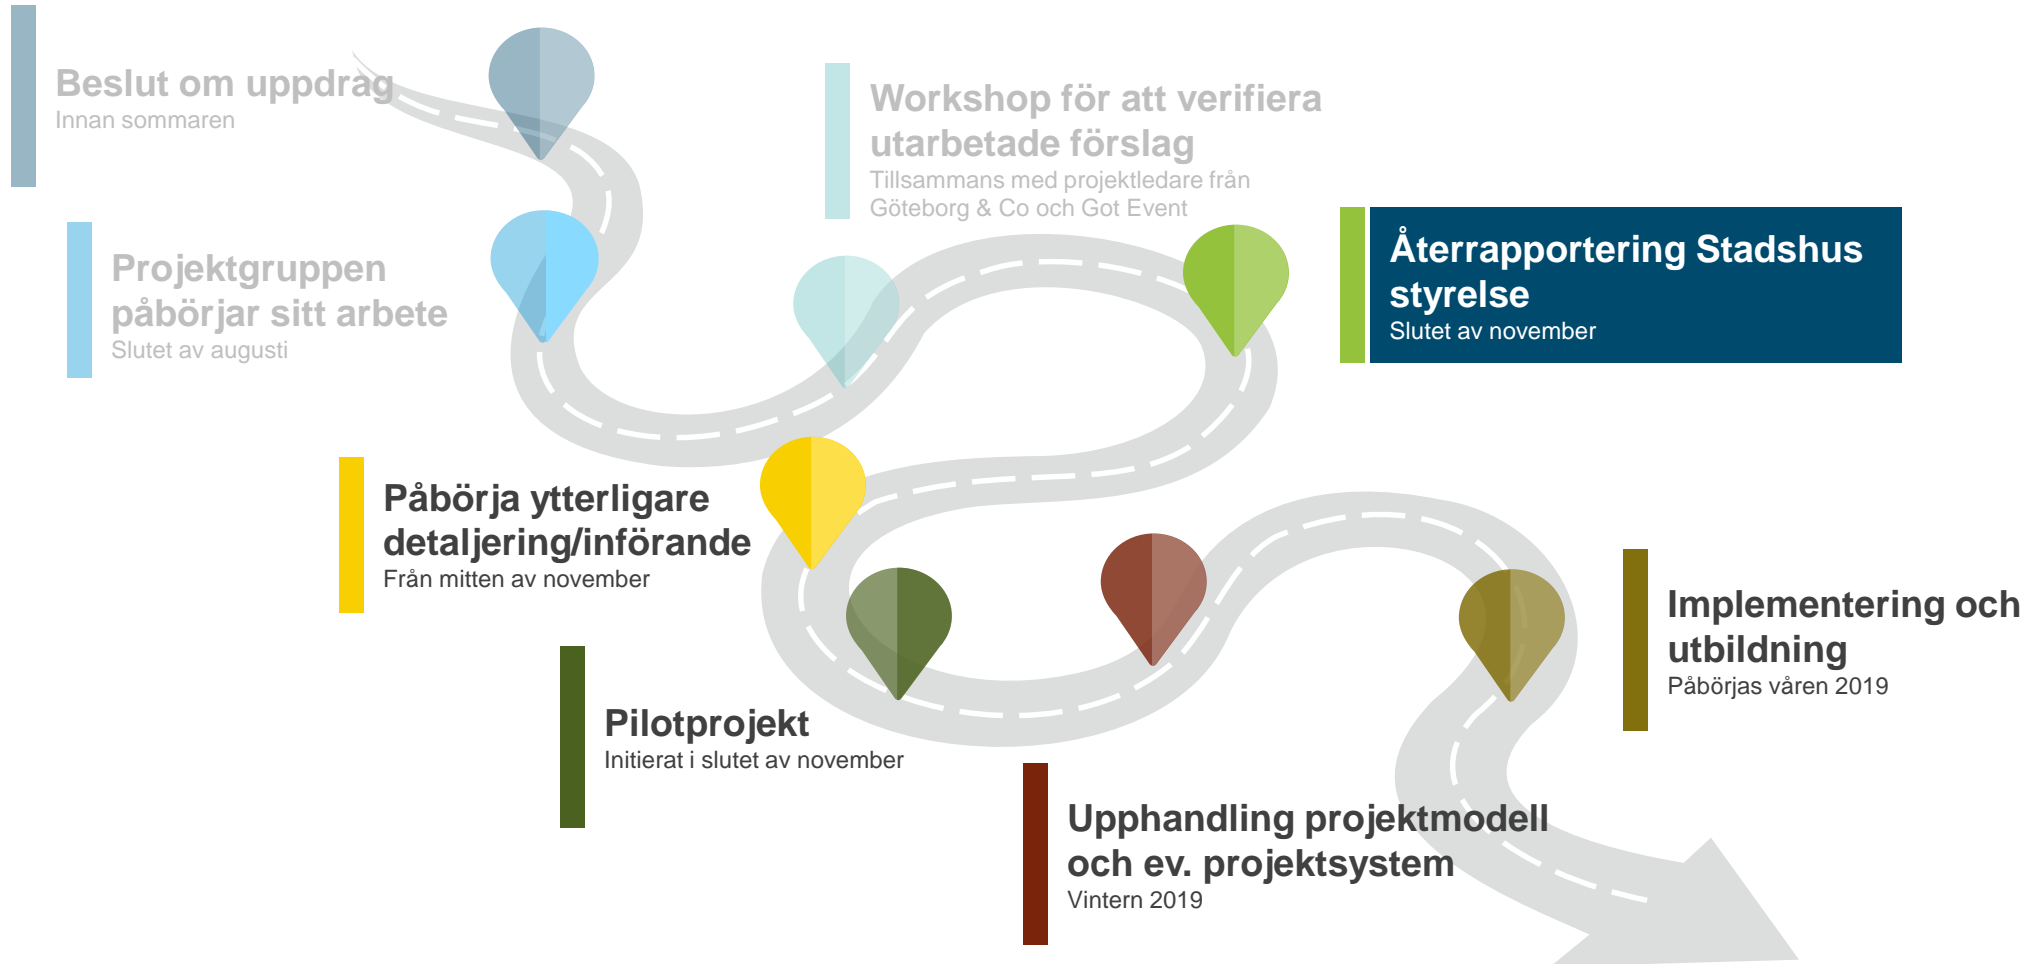 Beslut om uppdrag
Innan sommaren
Projektgruppen
påbörjar sitt arbete
Slutet av augusti
Workshop för att verifiera
utarbetade förslag
Tillsammans med projektledare från
Göteborg & Co och Got Event
Återrapportering Stadshus
styrelse
Slutet av november
Påbörja ytterligare
detaljering/införande
Från mitten av november
Pilotprojekt
Initierat i slutet av november
Upphandling projektmodell
och ev. projektsystem
Vintern 2019
Implementering och
utbildning
Påbörjas våren 2019